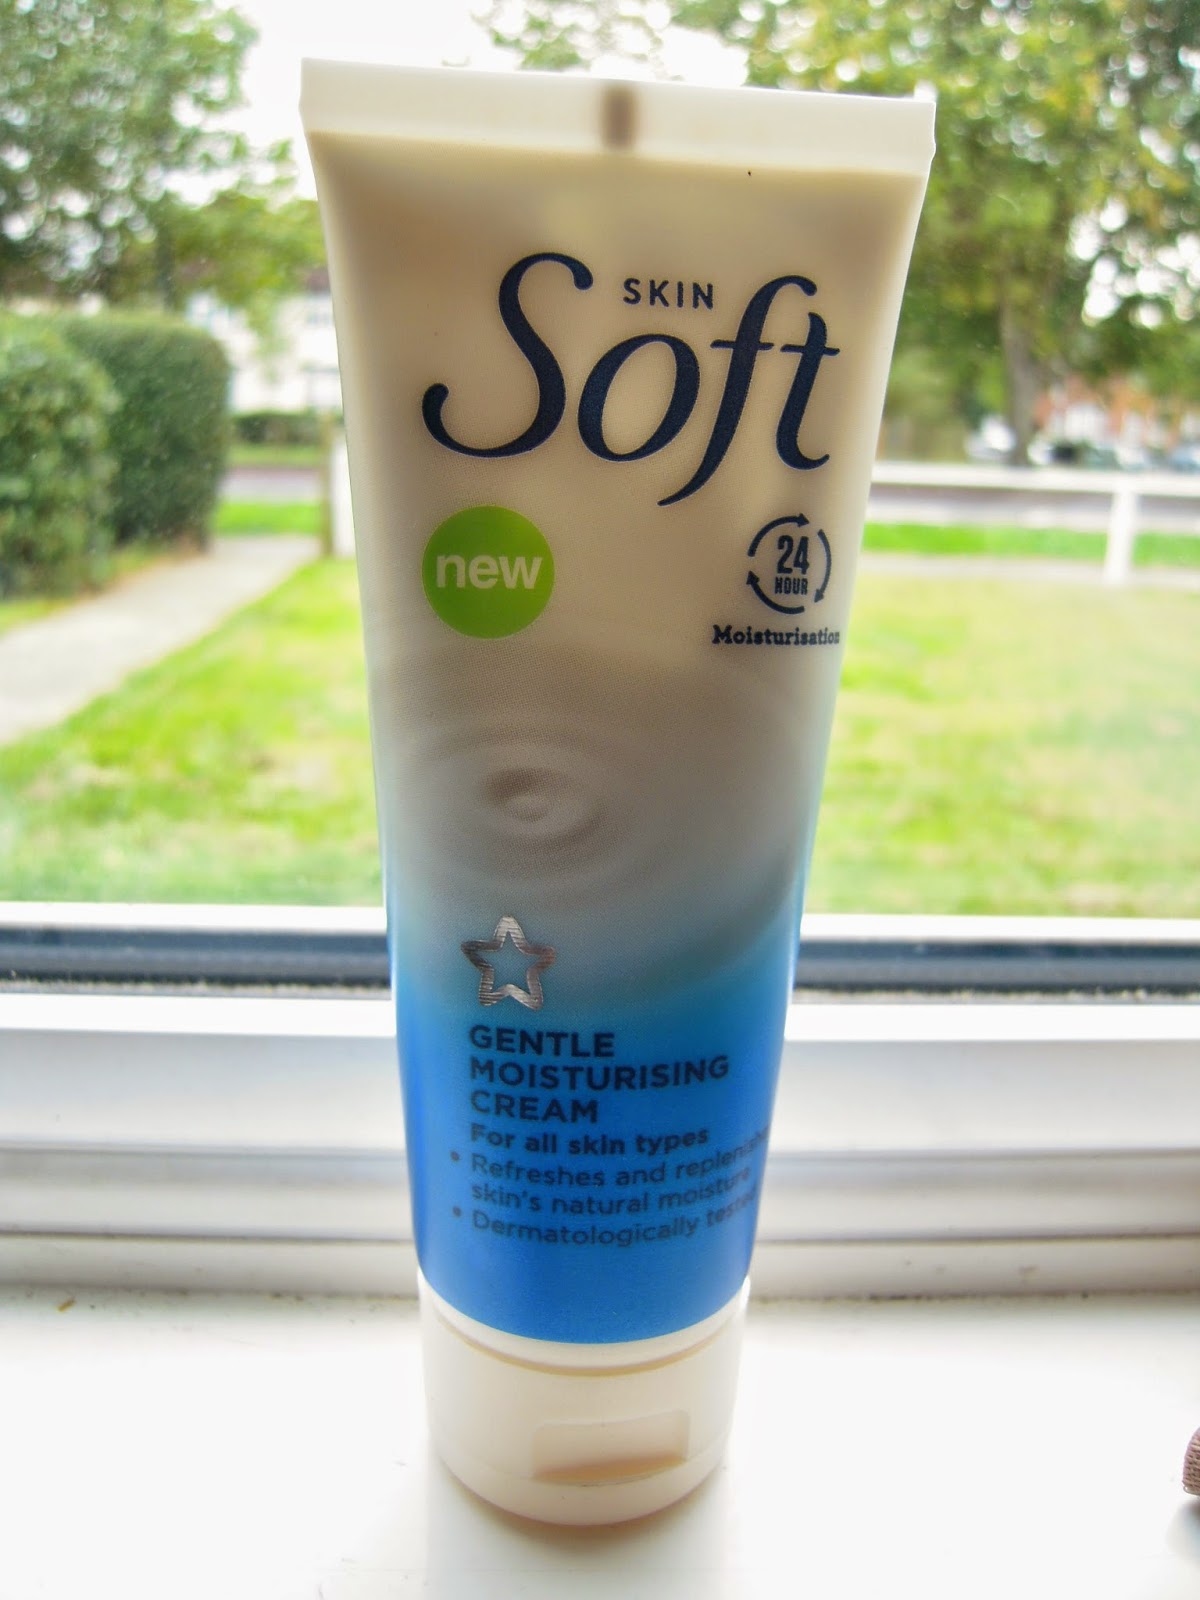 SKIN
Soft
new
24
HOUR
Moisturisation
GENTLE
MOISTURISING
CREAM
For all skin types
• Refreshes and replenishes
skin's natural moisture
• Dermatologically tested